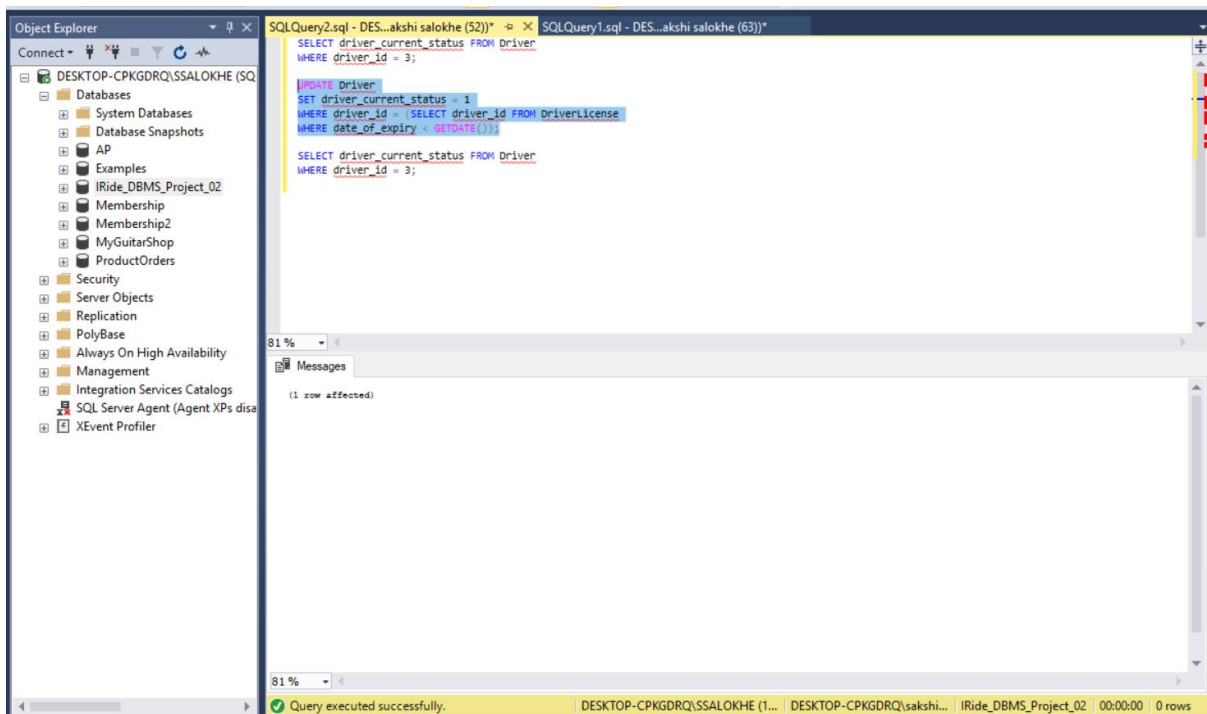 Object Explorer
Connect
DESKTOP-CPKGDRQ\SSALOKHE (SQ
Databases
System Databases
Database Snapshots
AP
Examples
IRide_DBMS_Project_02
Membership
Membership2
MyGuitarShop
ProductOrders
Security
Server Objects
Replication
PolyBase
Always On High Availability
Management
Integration Services Catalogs
SQL Server Agent (Agent XPs disa
XEvent Profiler
SQLQuery2.sql - DES...akshi salokhe (52))* SQLQuery1.sql - DES...akshi salokhe (63))*
SELECT driver_current_status FROM Driver
WHERE driver_id = 3;
UPDATE Driver
SET driver_current_status = 1
WHERE driver_id = (SELECT driver_id FROM DriverLicense
WHERE date_of_expiry < GETDATE());
SELECT driver_current_status FROM Driver
WHERE driver_id = 3;
81 %
Messages
(1 row affected)
81 %
Query executed successfully. DESKTOP-CPKGDRQ\SSALOKHE (1... DESKTOP-CPKGDRQ\sakshi... IRide_DBMS_Project_02 00:00:00 0 rows